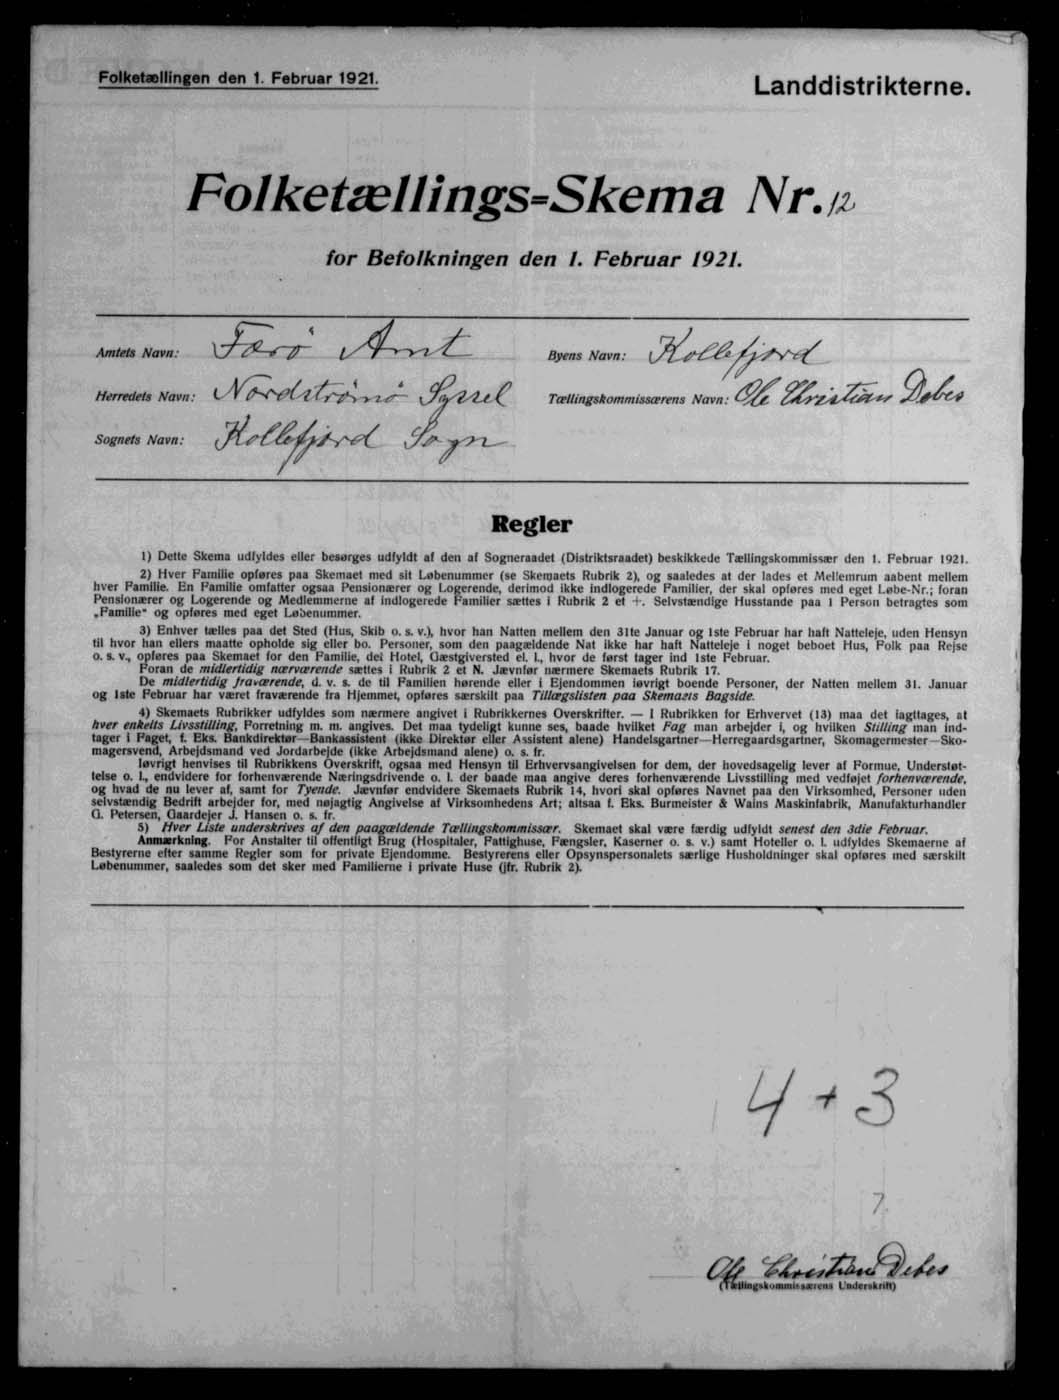 Folketællingen den 1. Februar 1921.
Landdistrikterne.
Folketællings=Skema Nr. 12
for Befolkningen den 1. Februar 1921.
Amtets Navn: Færö Amt
Byens Navn: Kollefjord
Herredets Navn: Nordströmö Syssel
Tællingskommissærens Navn: Ole Christian Debes
Sognets Navn: Kollefjord Sogn
Regler
1) Dette Skema udfyldes eller besørges udfyldt af den af Sogneraadet (Distriktsraadet) beskikkede Tællingskommissær den 1. Februar 1921.
2) Hver Familie opføres paa Skemaet med sit Løbenummer (se Skemaets Rubrik 2), og saaledes at der lades et Mellemrum aabent mellem
hver Familie. En Familie omfatter ogsaa Pensionærer og Logerende, derimod ikke indlogerede Familier, der skal opføres med eget Løbe-Nr.; foran
Pensionærer og Logerende og Medlemmerne af indlogerede Familier sættes i Rubrik 2 et +. Selvstændige Husstande paa 1 Person betragtes som
„Familie“ og opføres med eget Løbenummer.
3) Enhver tælles paa det Sted (Hus, Skib o. s. v.), hvor han Natten mellem den 31te Januar og 1ste Februar har haft Natteleje, uden Hensyn
til hvor han ellers maatte opholde sig eller bo. Personer, som den paagældende Nat ikke har haft Natteleje i noget beboet Hus, Folk paa Rejse
o. s. v., opføres paa Skemaet for den Familie, det Hotel, Gæstgiversted el. l., hvor de først tager ind 1ste Februar.
Foran de midlertidig nærværende sættes i Rubrik 2 et N. Jævnfør nærmere Skemaets Rubrik 17.
De midlertidig fraværende, d. v. s. de til Familien hørende eller i Ejendommen iøvrigt boende Personer, der Natten mellem 31. Januar
og 1ste Februar har været fraværende fra Hjemmet, opføres særskilt paa Tillægslisten paa Skemaets Bagside.
4) Skemaets Rubrikker udfyldes som nærmere angivet i Rubrikkernes Overskrifter. — I Rubrikken for Erhvervet (13) maa det iagttages, at
hver enkelts Livsstilling, Forretning m. m. angives. Det maa tydeligt kunne ses, baade hvilket Fag man arbejder i, og hvilken Stilling man ind-
tager i Faget, f. Eks. Bankdirektør—Bankassistent (ikke Direktør eller Assistent alene) Handelsgartner—Herregaardsgartner, Skomagermester—Sko-
magersvend, Arbejdsmand ved Jordarbejde (ikke Arbejdsmand alene) o. s. fr.
Iøvrigt henvises til Rubrikkens Overskrift, ogsaa med Hensyn til Erhvervsangivelsen for dem, der hovedsagelig lever af Formue, Understøt-
telse o. l., endvidere for forhenværende Næringsdrivende o. l. der baade maa angive deres forhenværende Livsstilling med vedføjet forhenværende,
og hvad de nu lever af, samt for Tyende. Jævnfør endvidere Skemaets Rubrik 14, hvori skal opføres Navnet paa den Virksomhed, Personer uden
selvstændig Bedrift arbejder for, med nøjagtig Angivelse af Virksomhedens Art; altsaa f. Eks. Burmeister & Wains Maskinfabrik, Manufakturhandler
G. Petersen, Gaardejer J. Hansen o. s. fr.
5) Hver Liste underskrives af den paagældende Tællingskommissær. Skemaet skal være færdig udfyldt senest den 3die Februar.
Anmærkning. For Anstalter til offentligt Brug (Hospitaler, Fattighuse, Fængsler, Kaserner o. s. v.) samt Hoteller o. l. udfyldes Skemaerne af
Bestyrerne efter samme Regler som for private Ejendomme. Bestyrerens eller Opsynspersonalets særlige Husholdninger skal opføres med særskilt
Løbenummer, saaledes som det sker med Familierne i private Huse (jfr. Rubrik 2).
4 + 3
7
Ole Christian Debes
(Tællingskommissærens Underskrift)